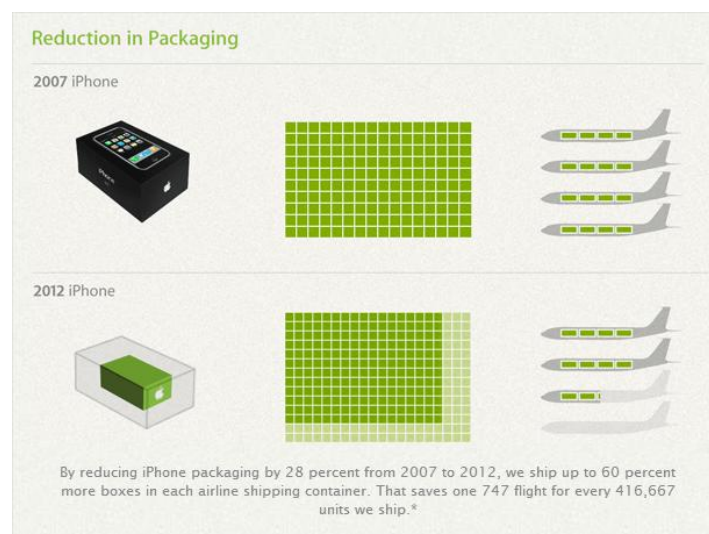 Reduction in Packaging
2007 iPhone
iPhone
2012 iPhone
By reducing iPhone packaging by 28 percent from 2007 to 2012, we ship up to 60 percent
more boxes in each airline shipping container. That saves one 747 flight for every 416,667
units we ship.*